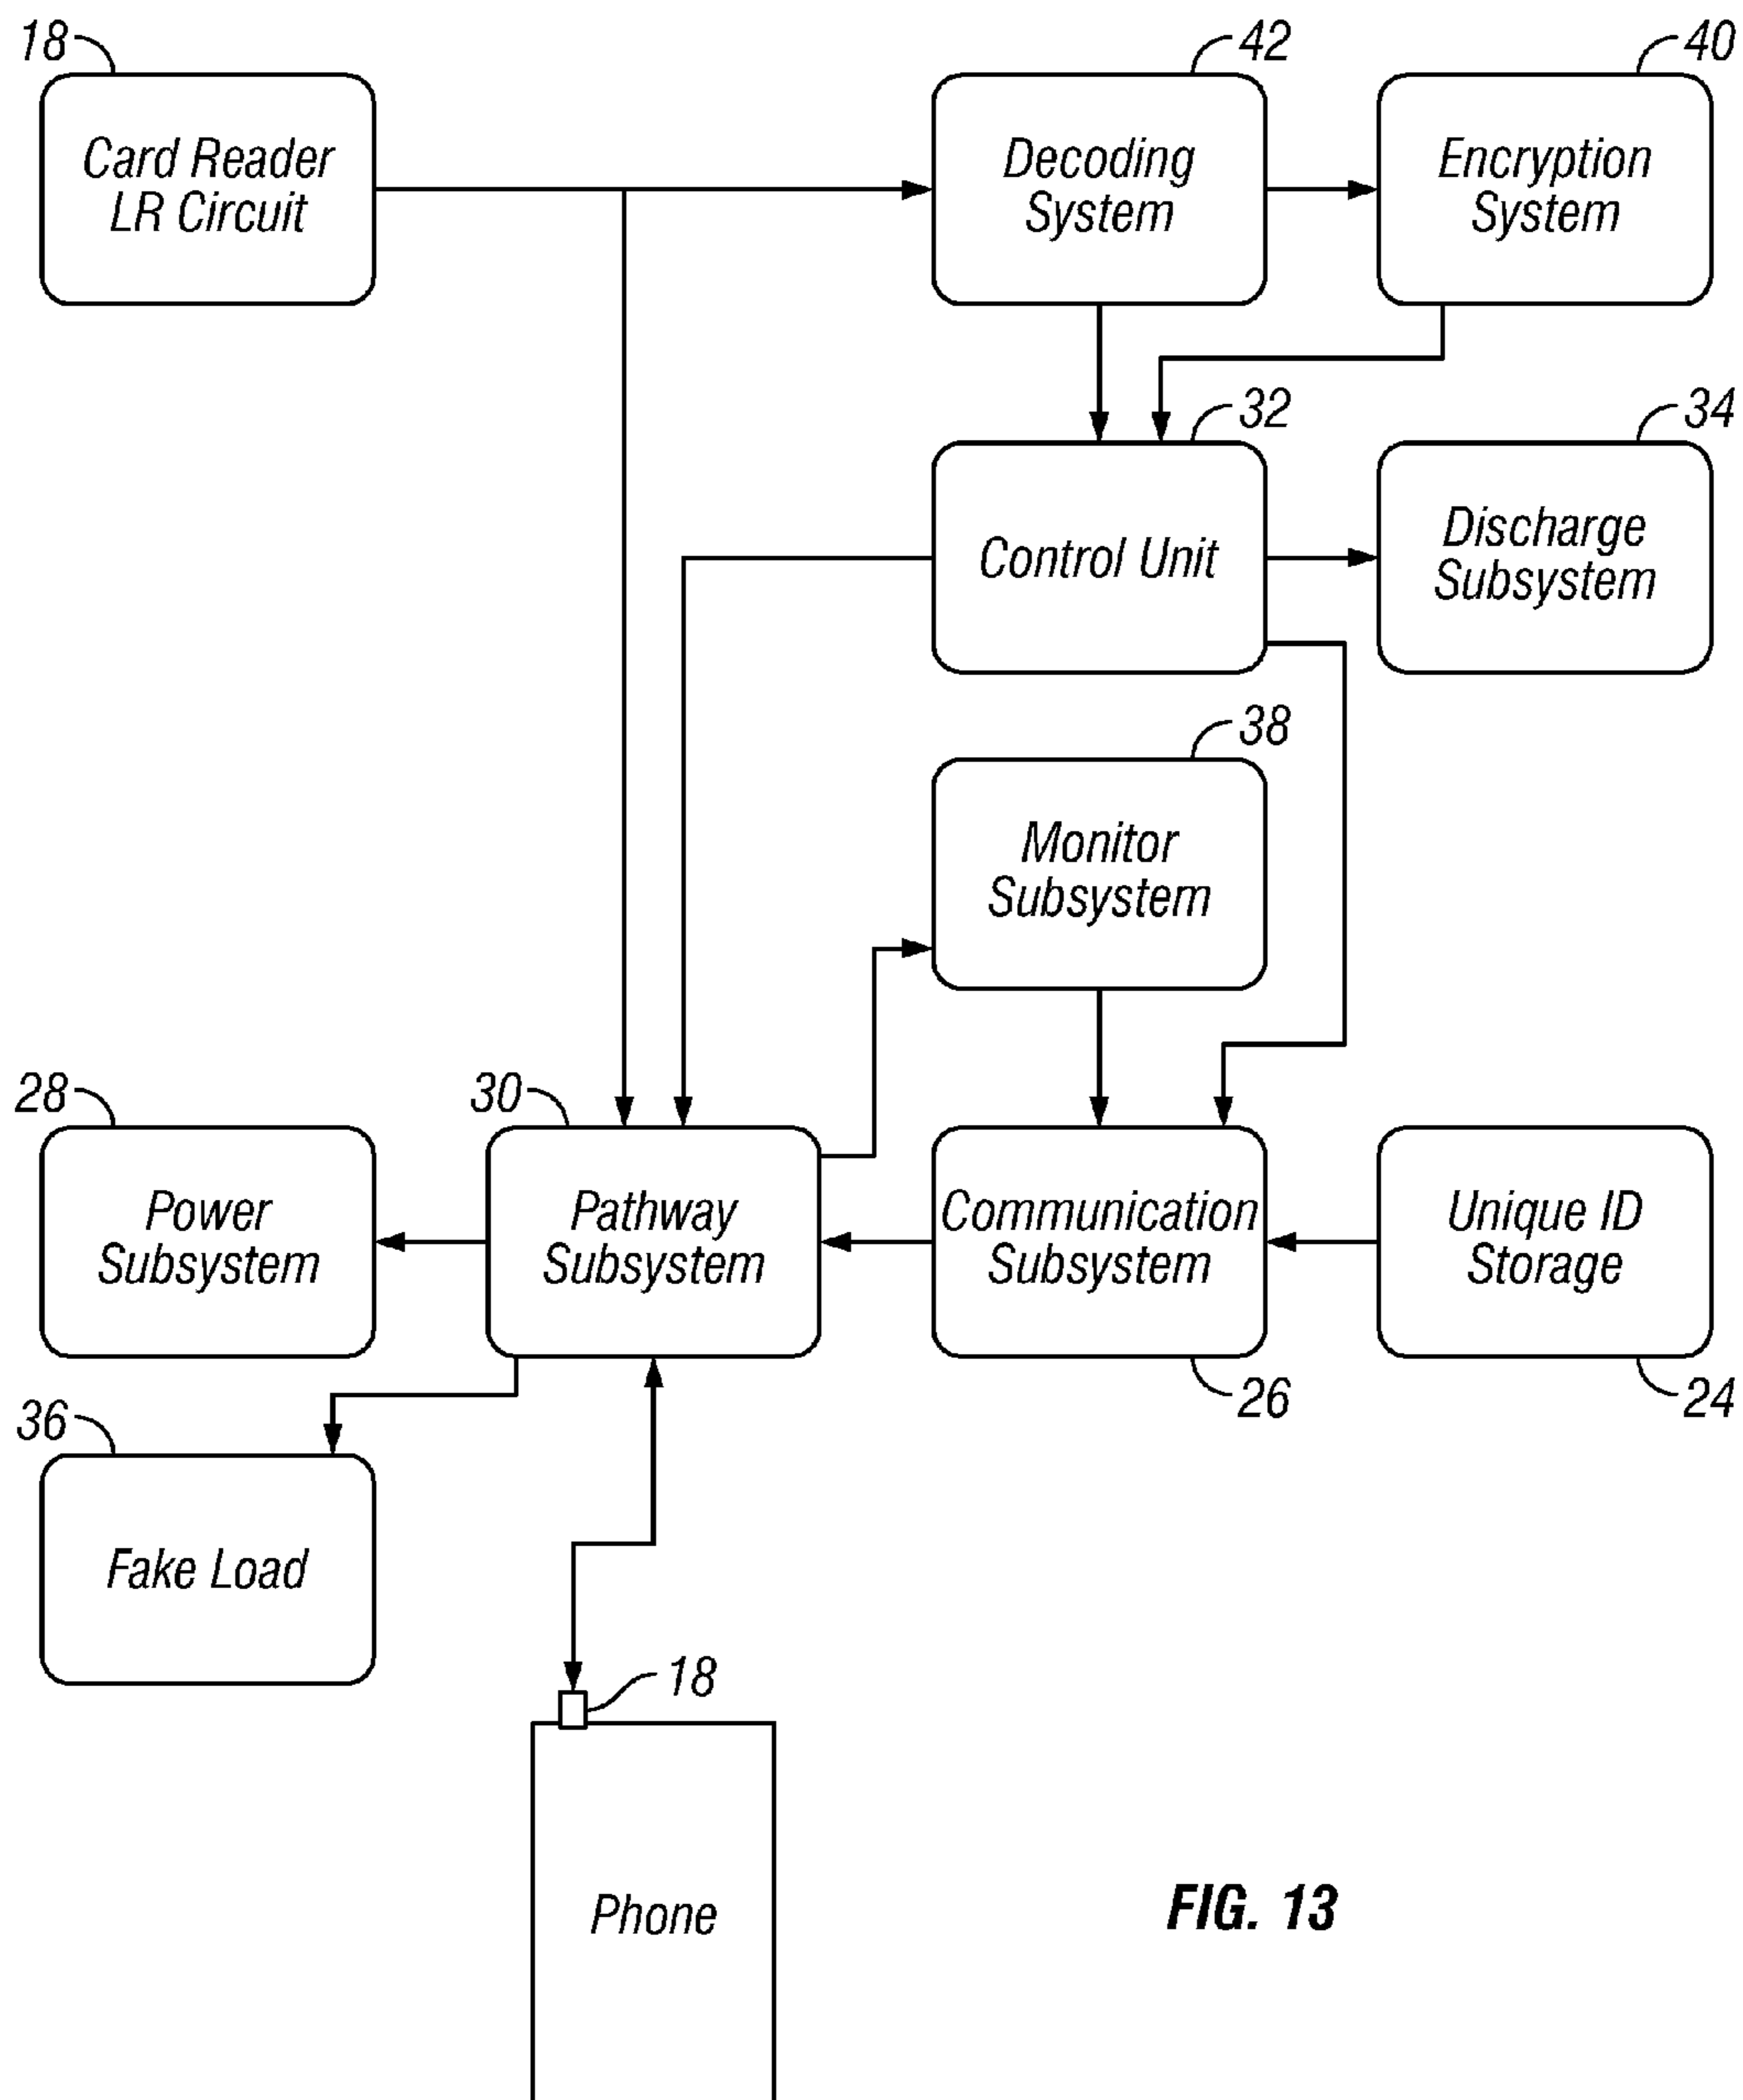 18
42
40
Card Reader
LR Circuit
Decoding
System
Encryption
System
32
34
Control Unit
Discharge
Subsystem
38
Monitor
Subsystem
28
30
Power
Subsystem
Pathway
Subsystem
Communication
Subsystem
Unique ID
Storage
26
24
36
Fake Load
18
Phone
FIG. 13